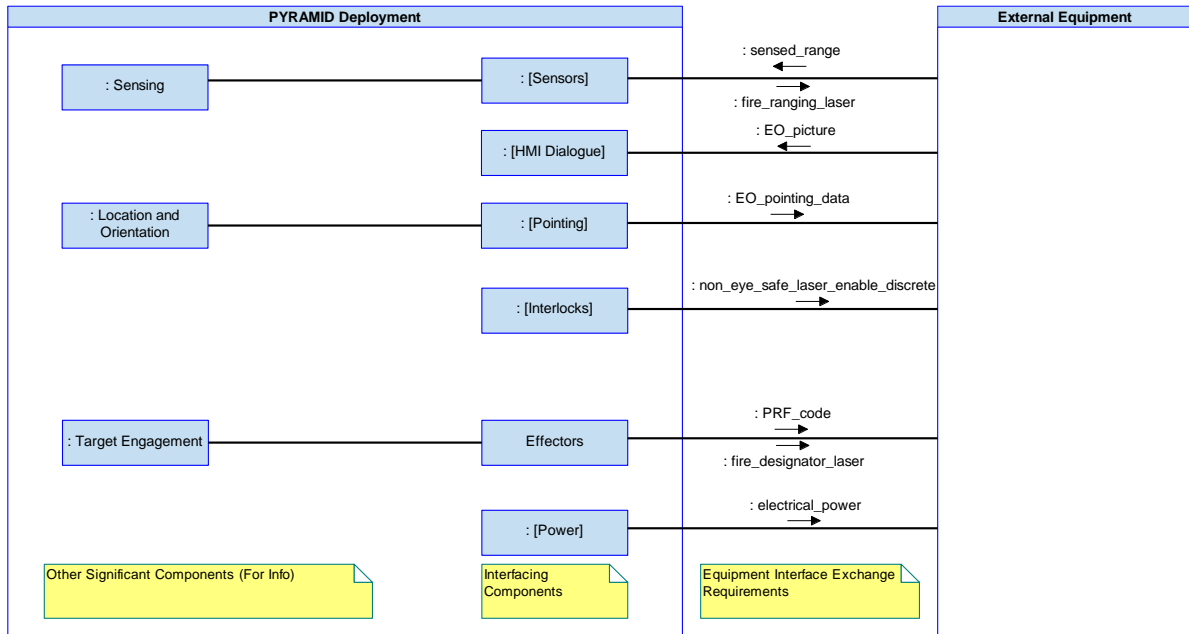 PYRAMID Deployment
External Equipment
: sensed_range
: Sensing
: [Sensors]
: fire_ranging_laser
: EO_picture
: [HMI Dialogue]
: EO_pointing_data
: Location and
Orientation
: [Pointing]
: non_eye_safe_laser_enable_discrete
: [Interlocks]
: PRF_code
: Target Engagement
Effectors
: fire_designator_laser
: electrical_power
: [Power]
Other Significant Components (For Info)
Interfacing
Components
Equipment Interface Exchange
Requirements